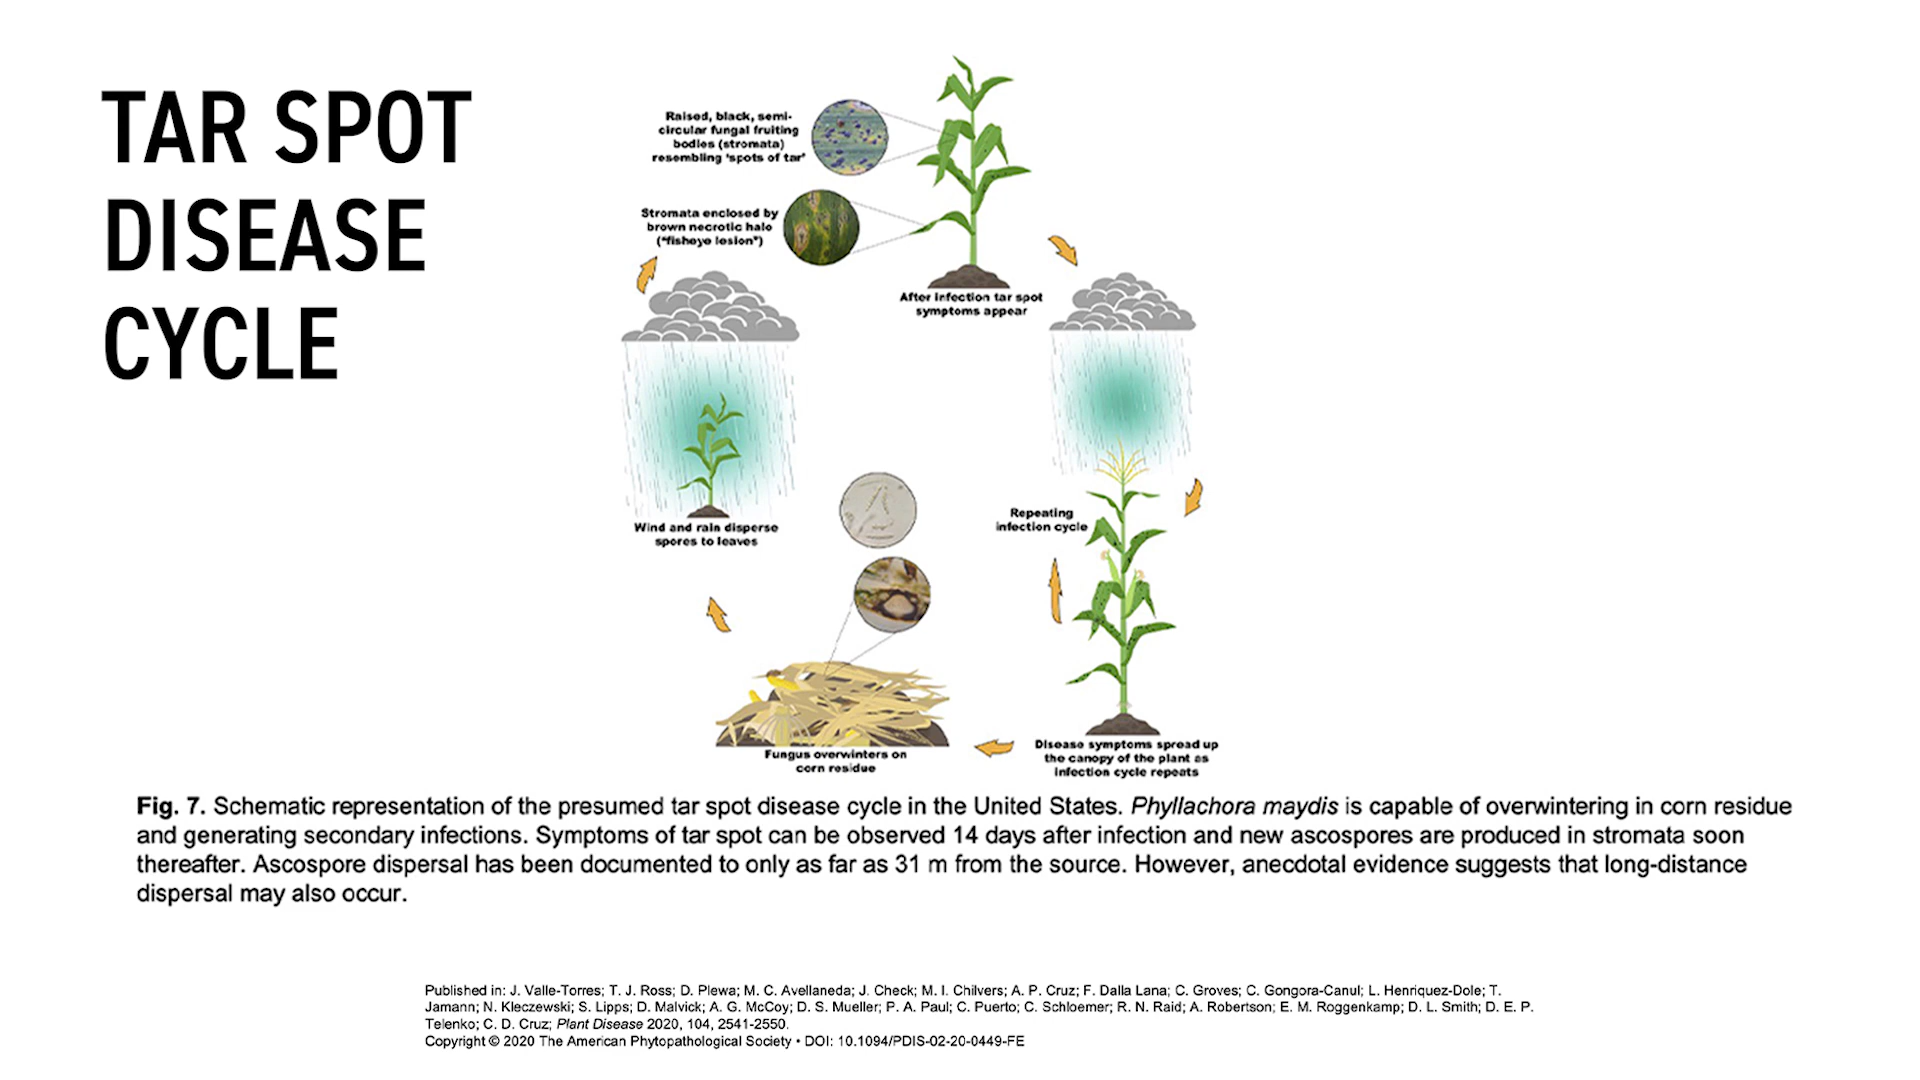 TAR SPOT
DISEASE
CYCLE
Raised, black, semi-
circular fungal fruiting
bodies (stromata)
resembling 'spots of tar'
Stromata enclosed by
brown necrotic halo
("fisheye lesion")
After infection tar spot
symptoms appear
Wind and rain disperse
spores to leaves
Repeating
infection cycle
Fungus overwinters on
corn residue
Disease symptoms spread up
the canopy of the plant as
infection cycle repeats
Fig. 7. Schematic representation of the presumed tar spot disease cycle in the United States. Phyllachora maydis is capable of overwintering in corn residue
and generating secondary infections. Symptoms of tar spot can be observed 14 days after infection and new ascospores are produced in stromata soon
thereafter. Ascospore dispersal has been documented to only as far as 31 m from the source. However, anecdotal evidence suggests that long-distance
dispersal may also occur.
Published in: J. Valle-Torres; T. J. Ross; D. Plewa; M. C. Avellaneda; J. Check; M. I. Chilvers; A. P. Cruz; F. Dalla Lana; C. Groves; C. Gongora-Canul; L. Henriquez-Dole; T.
Jamann; N. Kleczewski; S. Lipps; D. Malvick; A. G. McCoy; D. S. Mueller; P. A. Paul; C. Puerto; C. Schloemer; R. N. Raid; A. Robertson; E. M. Roggenkamp; D. L. Smith; D. E. P.
Telenko; C. D. Cruz; Plant Disease 2020, 104, 2541-2550.
Copyright © 2020 The American Phytopathological Society • DOI: 10.1094/PDIS-02-20-0449-FE